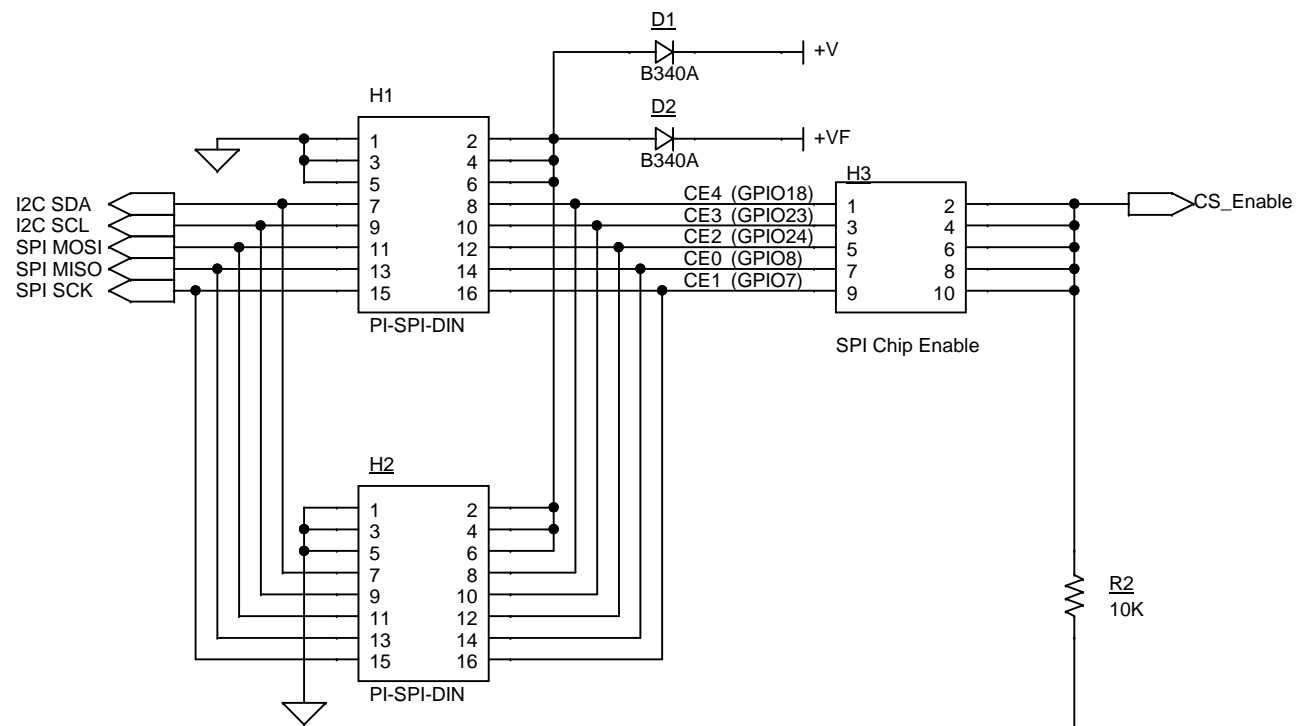 D1
+V
B340A
H1
D2
+VF
B340A
1 2
3 4
5 6
I2C SDA 7 8 CE4 (GPIO18)
I2C SCL 9 10 CE3 (GPIO23)
SPI MOSI 11 12 CE2 (GPIO24)
SPI MISO 13 14 CE0 (GPIO8)
SPI SCK 15 16 CE1 (GPIO7)
PI-SPI-DIN
H3
1 2 CS_Enable
3 4
5 6
7 8
9 10
SPI Chip Enable
H2
1 2
3 4
5 6
7 8
9 10
11 12
13 14
15 16
PI-SPI-DIN
R2
10K